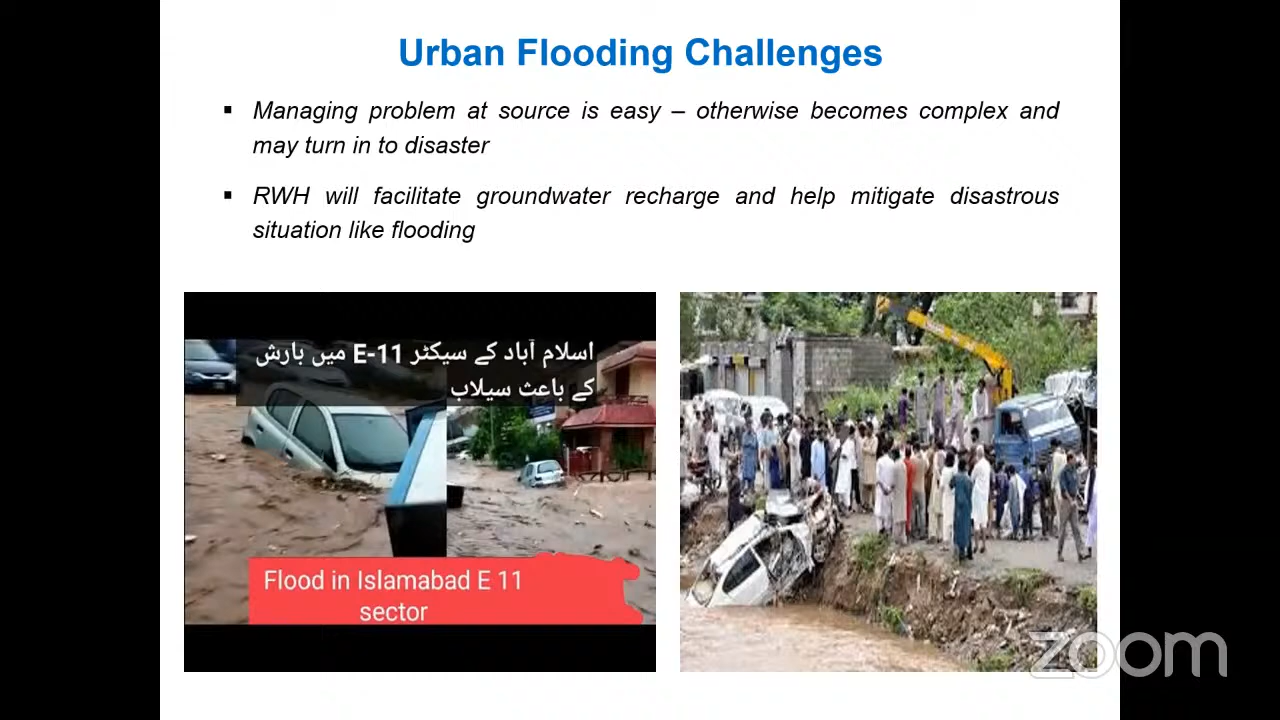 Urban Flooding Challenges
▪ Managing problem at source is easy – otherwise becomes complex and
may turn in to disaster
▪ RWH will facilitate groundwater recharge and help mitigate disastrous
situation like flooding
اسلام آباد کے سیکٹر E-11 میں بارش
کے باعث سیلاب
Flood in Islamabad E 11
sector
zoom